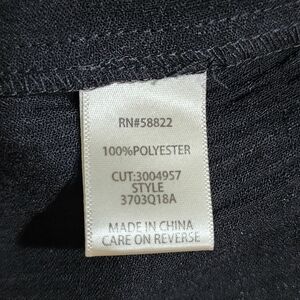 RN#58822
100%POLYESTER
CUT:3004957
STYLE
3703Q18A
MADE IN CHINA
CARE ON REVERSE